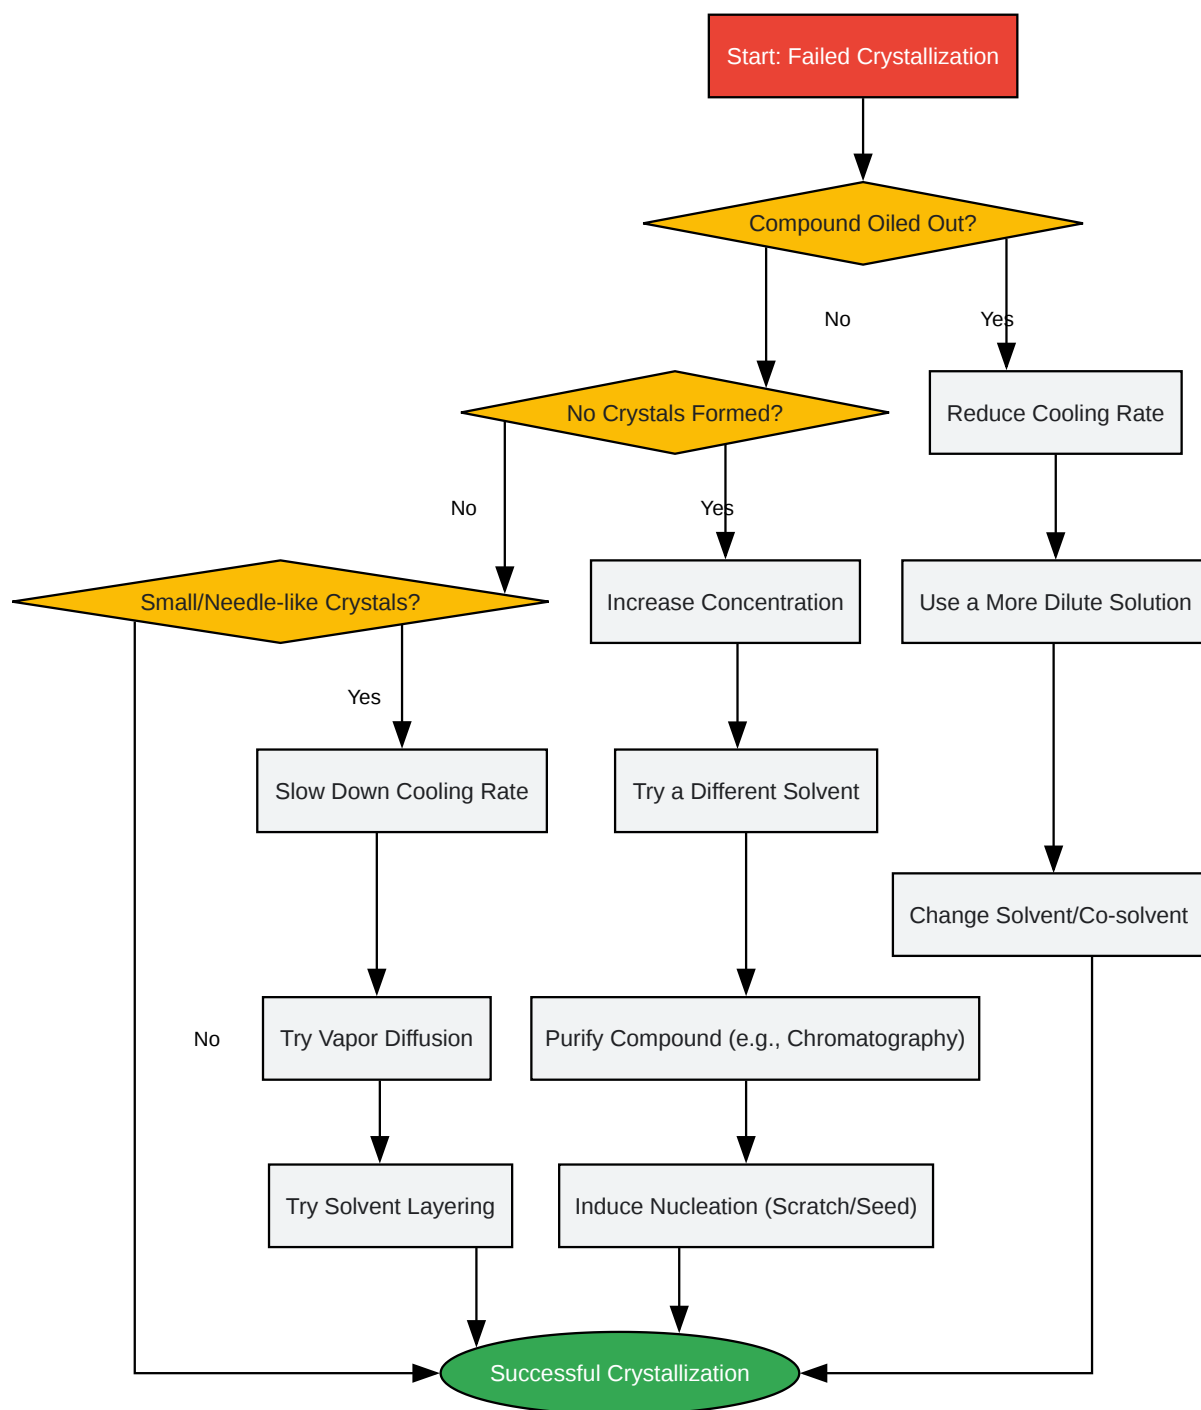 Start: Failed Crystallization
Compound Oiled Out?
No
Yes
No Crystals Formed?
Reduce Cooling Rate
No
Yes
Small/Needle-like Crystals?
Increase Concentration
Use a More Dilute Solution
Yes
Slow Down Cooling Rate
Try a Different Solvent
Change Solvent/Co-solvent
No
Try Vapor Diffusion
Purify Compound (e.g., Chromatography)
Try Solvent Layering
Induce Nucleation (Scratch/Seed)
Successful Crystallization